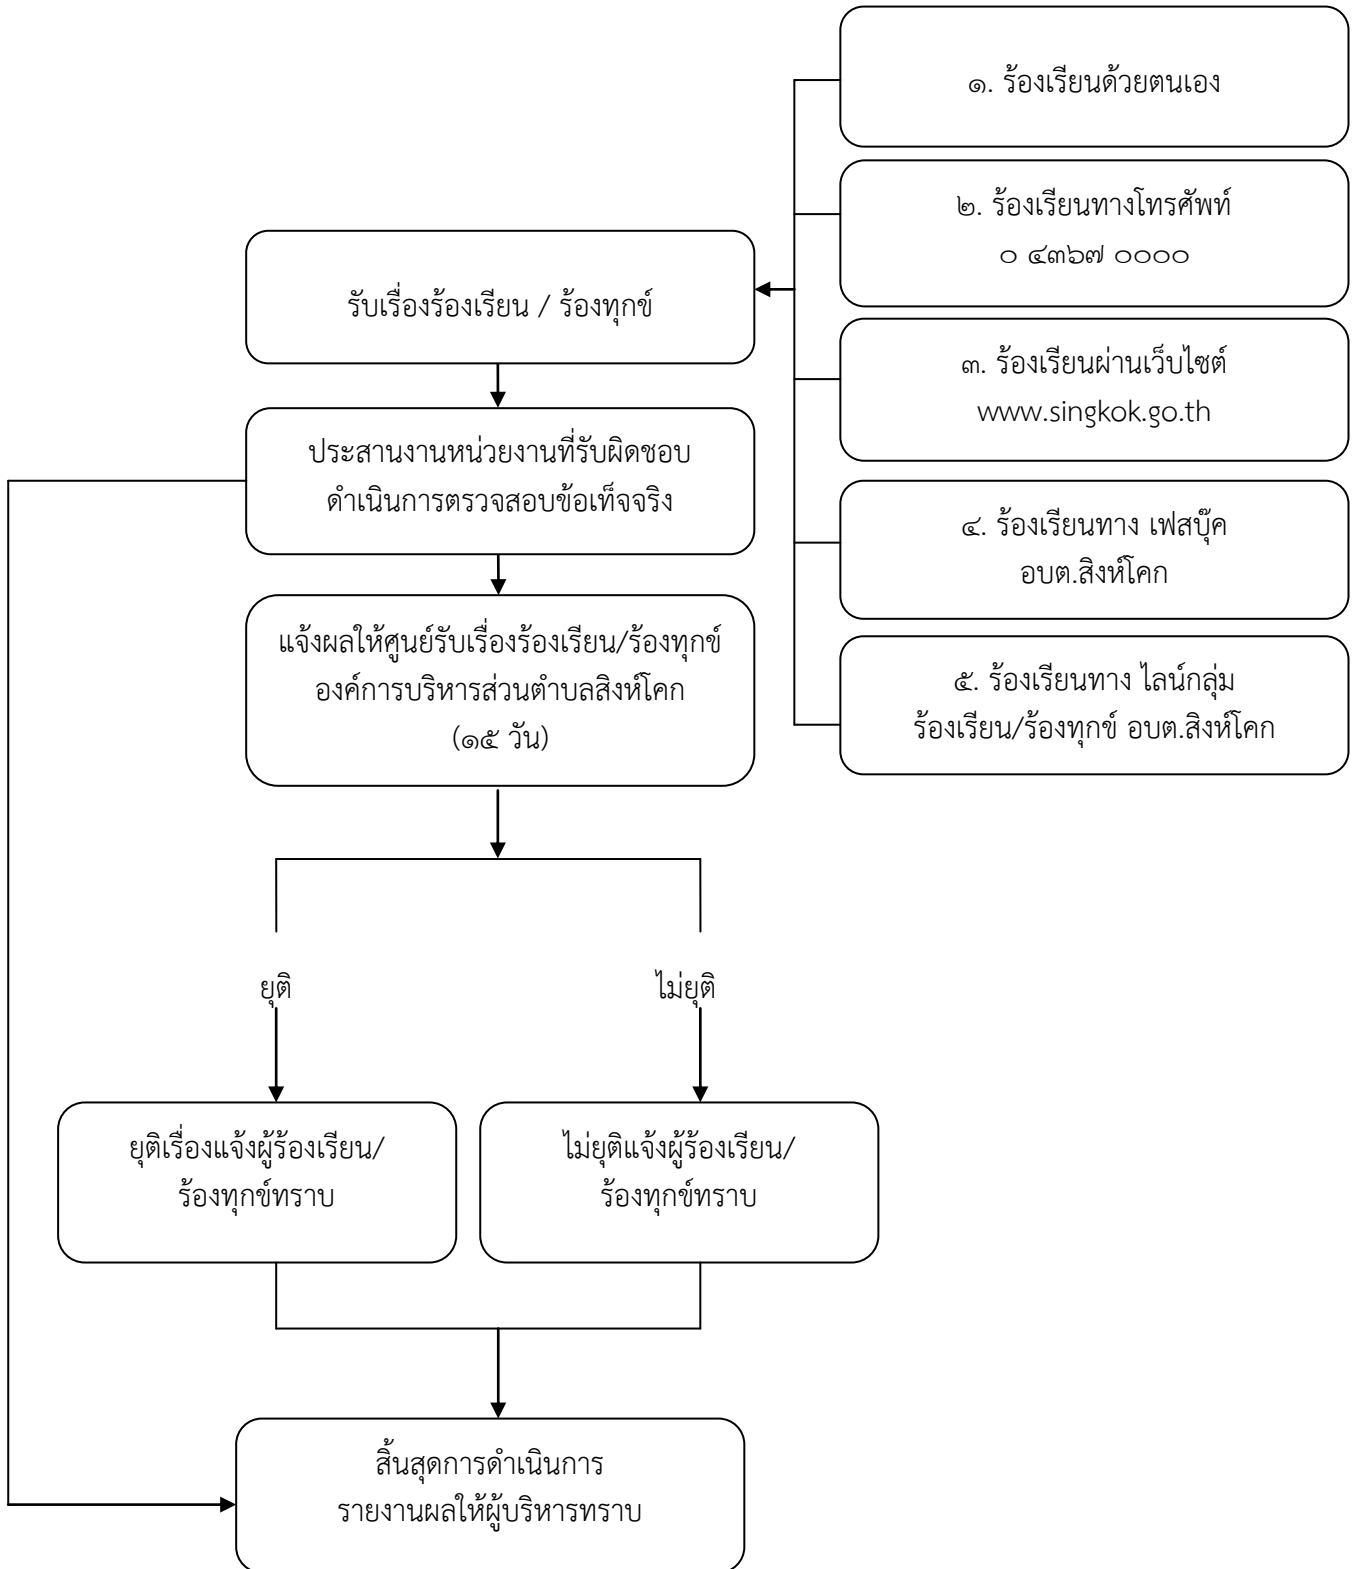 ๑. ร้องเรียนด้วยตนเอง
๒. ร้องเรียนทางโทรศัพท์
๐ ๔๓๖๗ ๐๐๐๐
๓. ร้องเรียนผ่านเว็บไซต์
www.singkok.go.th
๔. ร้องเรียนทาง เฟสบุ๊ค
อบต.สิงห์โคก
๕. ร้องเรียนทาง ไลน์กลุ่ม
ร้องเรียน/ร้องทุกข์ อบต.สิงห์โคก
รับเรื่องร้องเรียน / ร้องทุกข์
ประสานงานหน่วยงานที่รับผิดชอบ
ดำเนินการตรวจสอบข้อเท็จจริง
แจ้งผลให้ศูนย์รับเรื่องร้องเรียน/ร้องทุกข์
องค์การบริหารส่วนตำบลสิงห์โคก
(๑๕ วัน)
ยุติ
ไม่ยุติ
ยุติเรื่องแจ้งผู้ร้องเรียน/
ร้องทุกข์ทราบ
ไม่ยุติแจ้งผู้ร้องเรียน/
ร้องทุกข์ทราบ
สิ้นสุดการดำเนินการ
รายงานผลให้ผู้บริหารทราบ